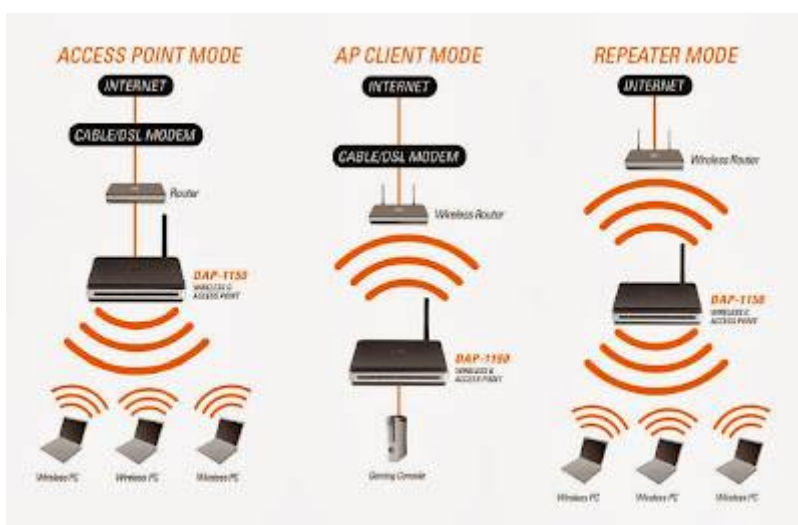 ACCESS POINT MODE
INTERNET
CABLE/DSL MODEM
Router
DAP-1150
WIRELESS G
ACCESS POINT
Wireless PC
Wireless PC
Wireless PC
AP CLIENT MODE
INTERNET
CABLE/DSL MODEM
Wireless Router
DAP-1150
WIRELESS G
ACCESS POINT
Gaming Console
REPEATER MODE
INTERNET
Wireless Router
DAP-1150
WIRELESS G
ACCESS POINT
Wireless PC
Wireless PC
Wireless PC